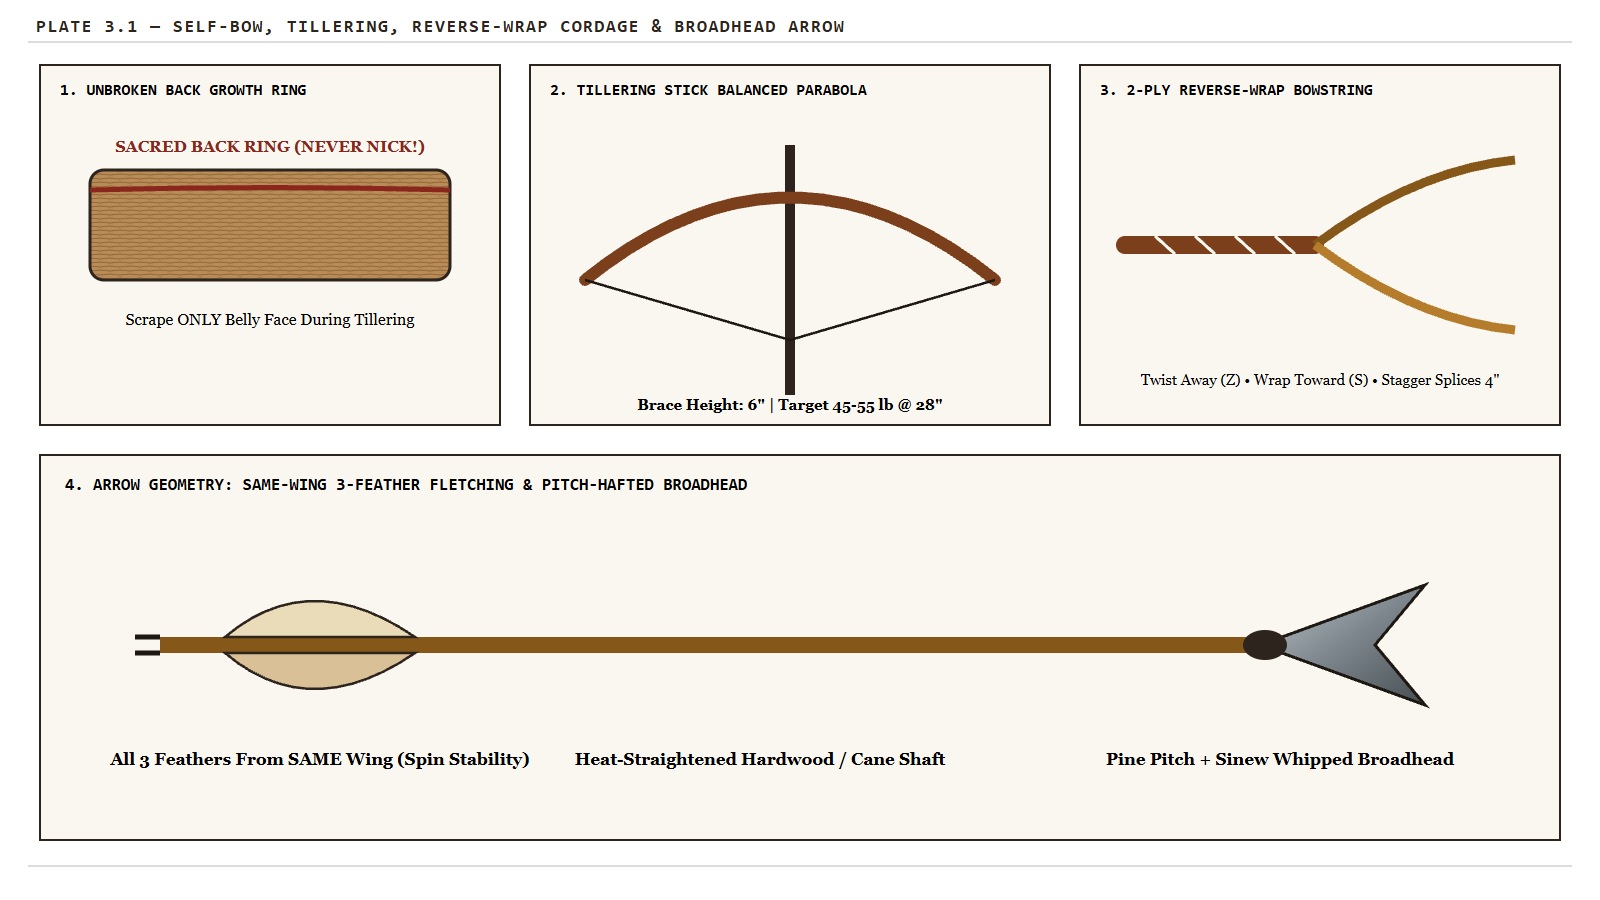 PLATE 3.1 — SELF-BOW, TILLERING, REVERSE-WRAP CORDAGE & BROADHEAD ARROW
1. UNBROKEN BACK GROWTH RING
SACRED BACK RING (NEVER NICK!)
Scrape ONLY Belly Face During Tillering
2. TILLERING STICK BALANCED PARABOLA
Brace Height: 6" | Target 45-55 lb @ 28"
3. 2-PLY REVERSE-WRAP BOWSTRING
Twist Away (Z) • Wrap Toward (S) • Stagger Splices 4"
4. ARROW GEOMETRY: SAME-WING 3-FEATHER FLETCHING & PITCH-HAFTED BROADHEAD
All 3 Feathers From SAME Wing (Spin Stability)
Heat-Straightened Hardwood / Cane Shaft
Pine Pitch + Sinew Whipped Broadhead